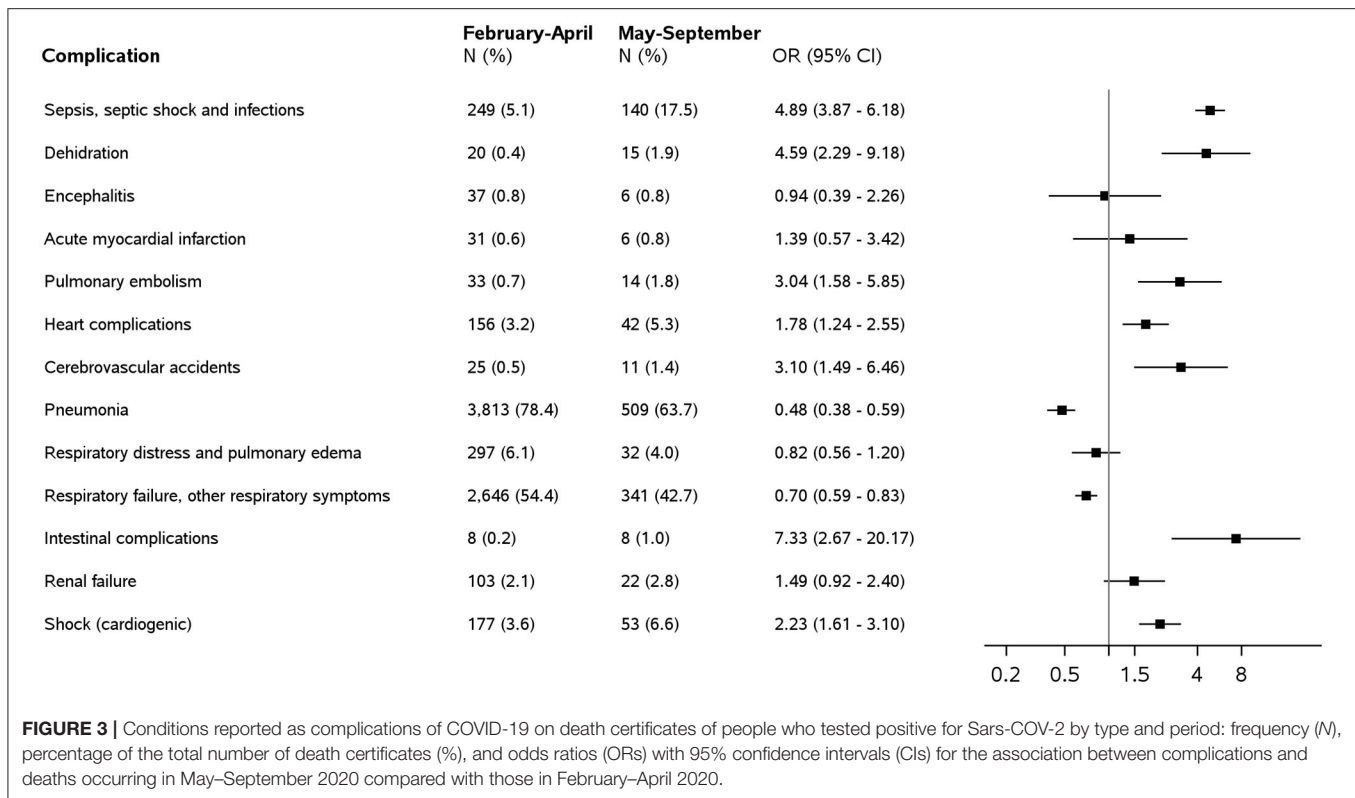 February-April May-September
Complication N (%) N (%) OR (95% CI)
Sepsis, septic shock and infections 249 (5.1) 140 (17.5) 4.89 (3.87 - 6.18)
Dehidration 20 (0.4) 15 (1.9) 4.59 (2.29 - 9.18)
Encephalitis 37 (0.8) 6 (0.8) 0.94 (0.39 - 2.26)
Acute myocardial infarction 31 (0.6) 6 (0.8) 1.39 (0.57 - 3.42)
Pulmonary embolism 33 (0.7) 14 (1.8) 3.04 (1.58 - 5.85)
Heart complications 156 (3.2) 42 (5.3) 1.78 (1.24 - 2.55)
Cerebrovascular accidents 25 (0.5) 11 (1.4) 3.10 (1.49 - 6.46)
Pneumonia 3,813 (78.4) 509 (63.7) 0.48 (0.38 - 0.59)
Respiratory distress and pulmonary edema 297 (6.1) 32 (4.0) 0.82 (0.56 - 1.20)
Respiratory failure, other respiratory symptoms 2,646 (54.4) 341 (42.7) 0.70 (0.59 - 0.83)
Intestinal complications 8 (0.2) 8 (1.0) 7.33 (2.67 - 20.17)
Renal failure 103 (2.1) 22 (2.8) 1.49 (0.92 - 2.40)
Shock (cardiogenic) 177 (3.6) 53 (6.6) 2.23 (1.61 - 3.10)
0.2 0.5 1.5 4 8
FIGURE 3 | Conditions reported as complications of COVID-19 on death certificates of people who tested positive for Sars-COV-2 by type and period: frequency (N),
percentage of the total number of death certificates (%), and odds ratios (ORs) with 95% confidence intervals (CIs) for the association between complications and
deaths occurring in May–September 2020 compared with those in February–April 2020.